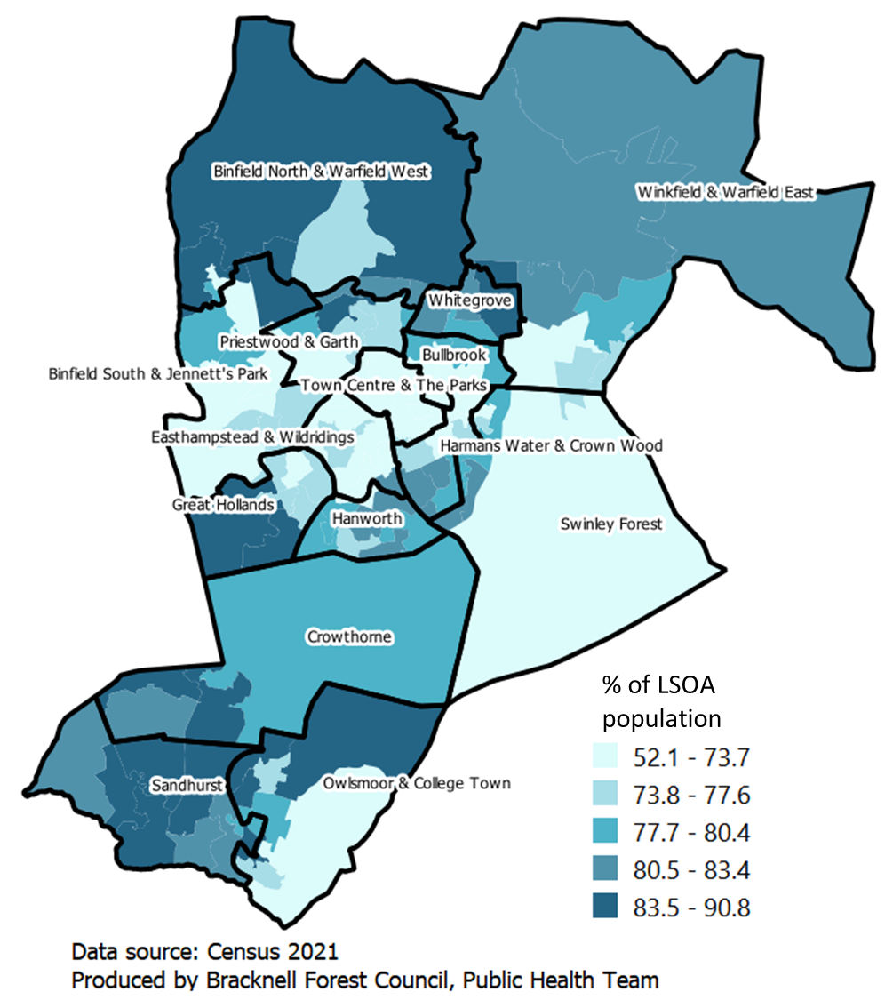 Binfield North & Warfield West
Winkfield & Warfield East
Whitegrove
Priestwood & Garth
Bullbrook
Binfield South & Jennett's Park
Town Centre & The Parks
Easthampstead & Wildridings
Harmans Water & Crown Wood
Great Hollands
Hanworth
Swinley Forest
Crowthorne
Sandhurst
Owlsmoor & College Town
% of LSOA
population
52.1 - 73.7
73.8 - 77.6
77.7 - 80.4
80.5 - 83.4
83.5 - 90.8
Data source: Census 2021
Produced by Bracknell Forest Council, Public Health Team